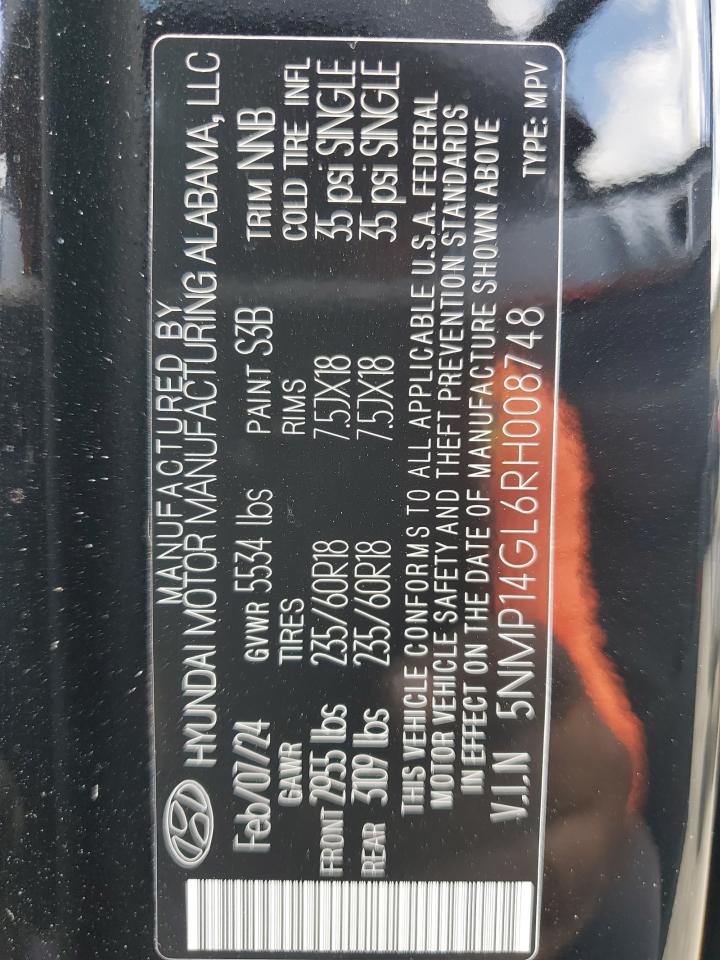 MANUFACTURED BY
HYUNDAI MOTOR MANUFACTURING ALABAMA, LLC
Feb/07/24 GVWR 5534 lbs PAINT S3B TRIM NNB
GAWR TIRES RIMS COLD TIRE INFL
FRONT 2955 lbs 235/60R18 7.5JX18 35 psi SINGLE
REAR 3109 lbs 235/60R18 7.5JX18 35 psi SINGLE
THIS VEHICLE CONFORMS TO ALL APPLICABLE U.S.A. FEDERAL
MOTOR VEHICLE SAFETY AND THEFT PREVENTION STANDARDS
IN EFFECT ON THE DATE OF MANUFACTURE SHOWN ABOVE
V.I.N 5NMP14GL6RH008748 TYPE: MPV